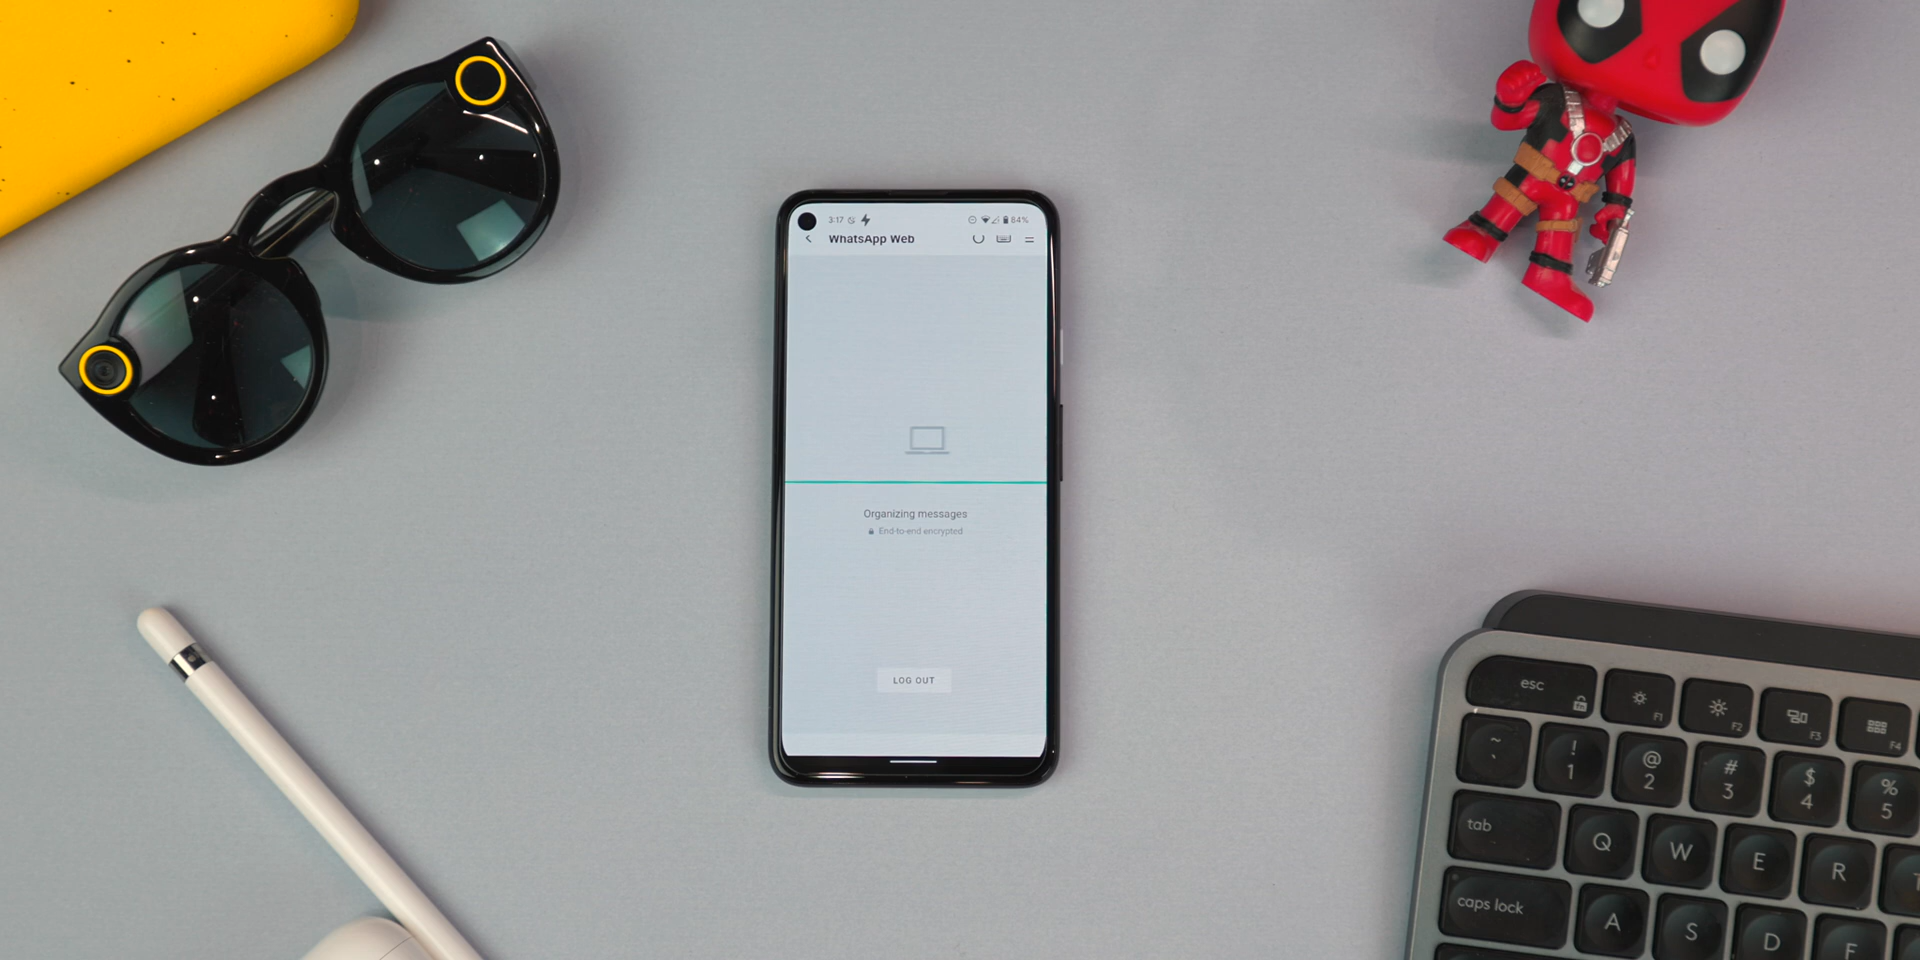 3:17 84%
WhatsApp Web
Organizing messages
End-to-end encrypted
LOG OUT
esc fn F1 F2 F3 F4
~ ! @ # $ %
` 1 2 3 4 5
tab Q W E R T
caps lock A S D F